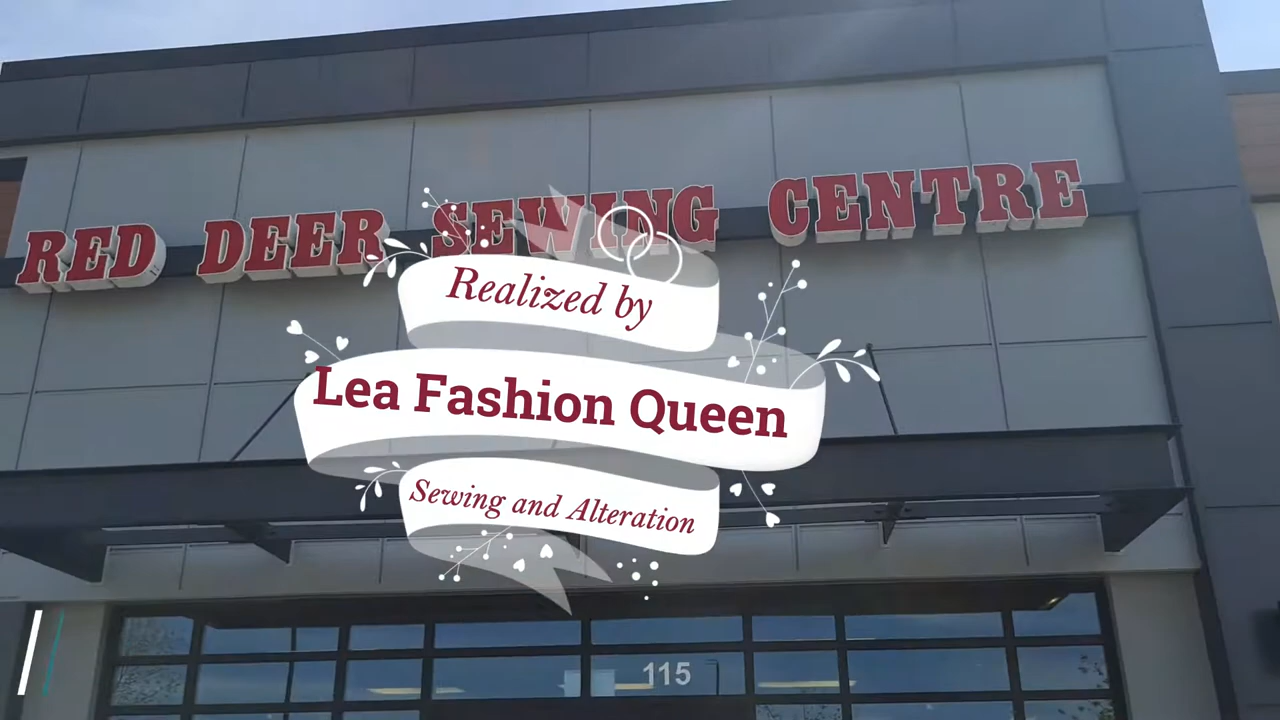 RED DEER SEWING CENTRE
Realized by
Lea Fashion Queen
Sewing and Alteration
115